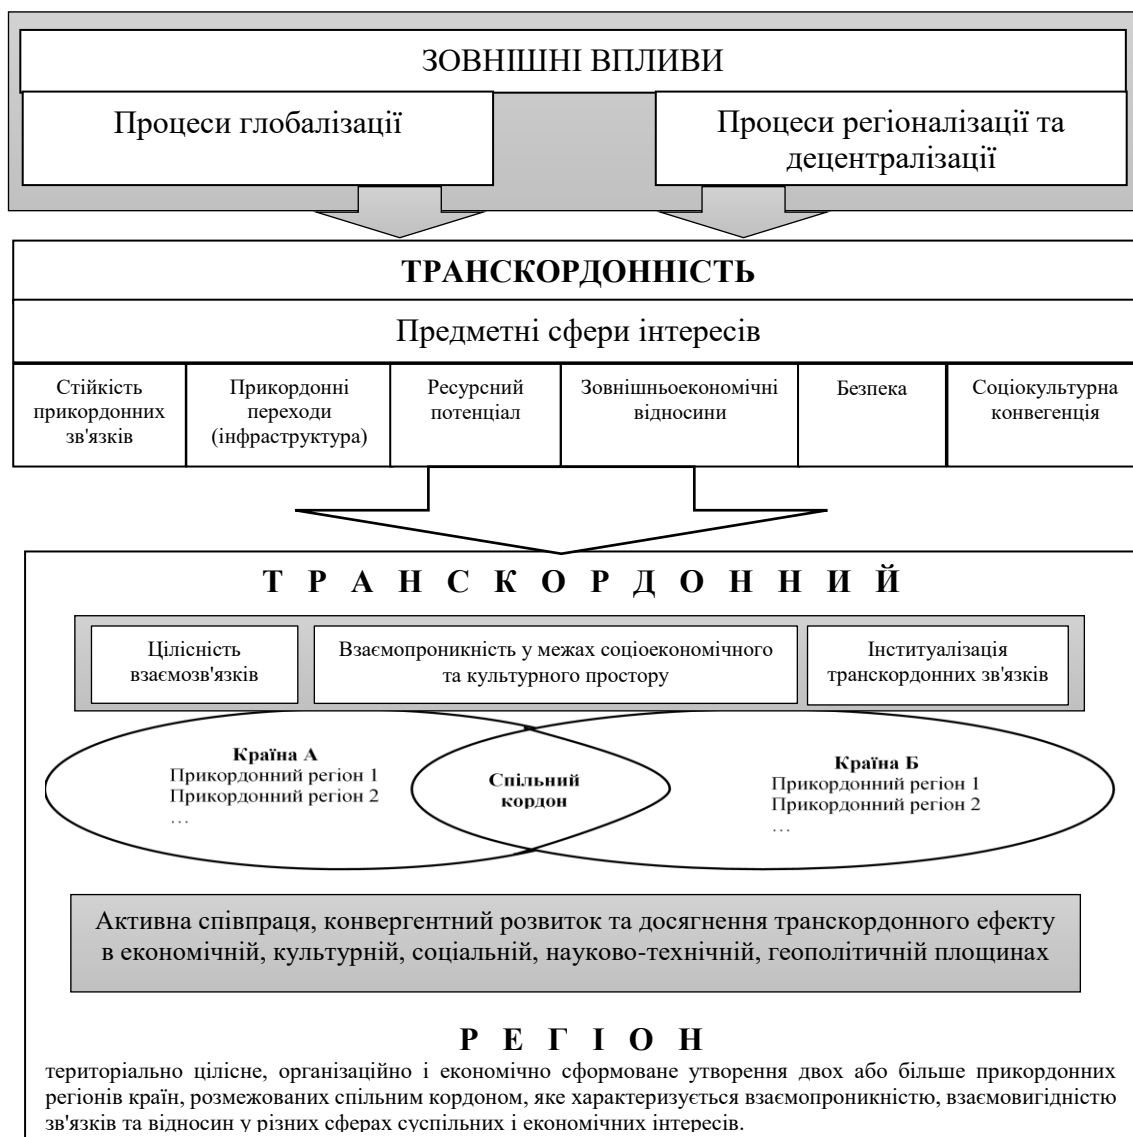 ЗОВНІШНІ ВПЛИВИ
Процеси глобалізації
Процеси регіоналізації та
децентралізації
ТРАНСКОРДОННІСТЬ
Предметні сфери інтересів
Стійкість
прикордонних
зв'язків
Прикордонні
переходи
(інфраструктура)
Ресурсний
потенціал
Зовнішньоекономічні
відносини
Безпека
Соціокультурна
конвегенція
Т Р А Н С К О Р Д О Н Н И Й
Цілісність
взаємозв'язків
Взаємопроникність у межах соціоекономічного
та культурного простору
Інституалізація
транскордонних зв'язків
Країна А
Прикордонний регіон 1
Прикордонний регіон 2
…
Спільний
кордон
Країна Б
Прикордонний регіон 1
Прикордонний регіон 2
…
Активна співпраця, конвергентний розвиток та досягнення транскордонного ефекту
в економічній, культурній, соціальній, науково-технічній, геополітичній площинах
Р Е Г І О Н
територіально цілісне, організаційно і економічно сформоване утворення двох або більше прикордонних
регіонів країн, розмежованих спільним кордоном, яке характеризується взаємопроникністю, взаємовигідністю
зв'язків та відносин у різних сферах суспільних і економічних інтересів.